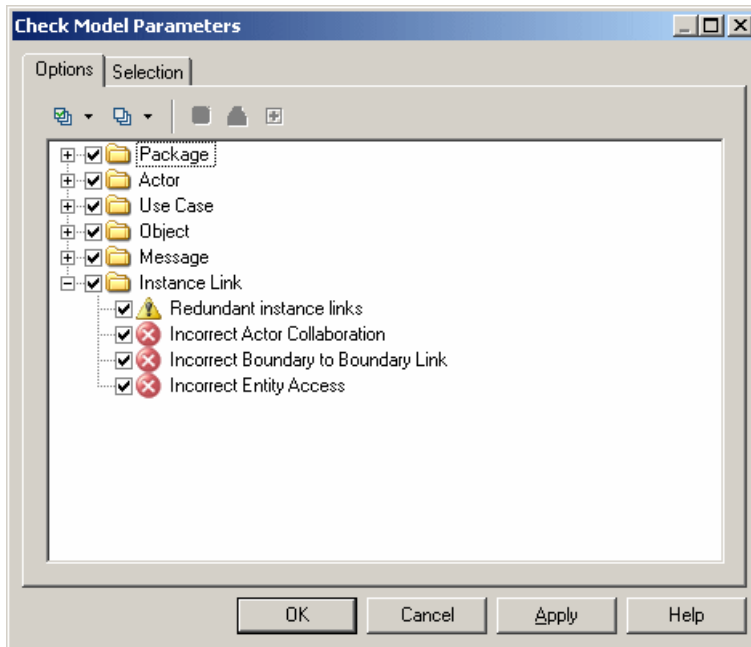 Check Model Parameters
Options
Selection
Package
Actor
Use Case
Object
Message
Instance Link
Redundant instance links
Incorrect Actor Collaboration
Incorrect Boundary to Boundary Link
Incorrect Entity Access
OK
Cancel
Apply
Help